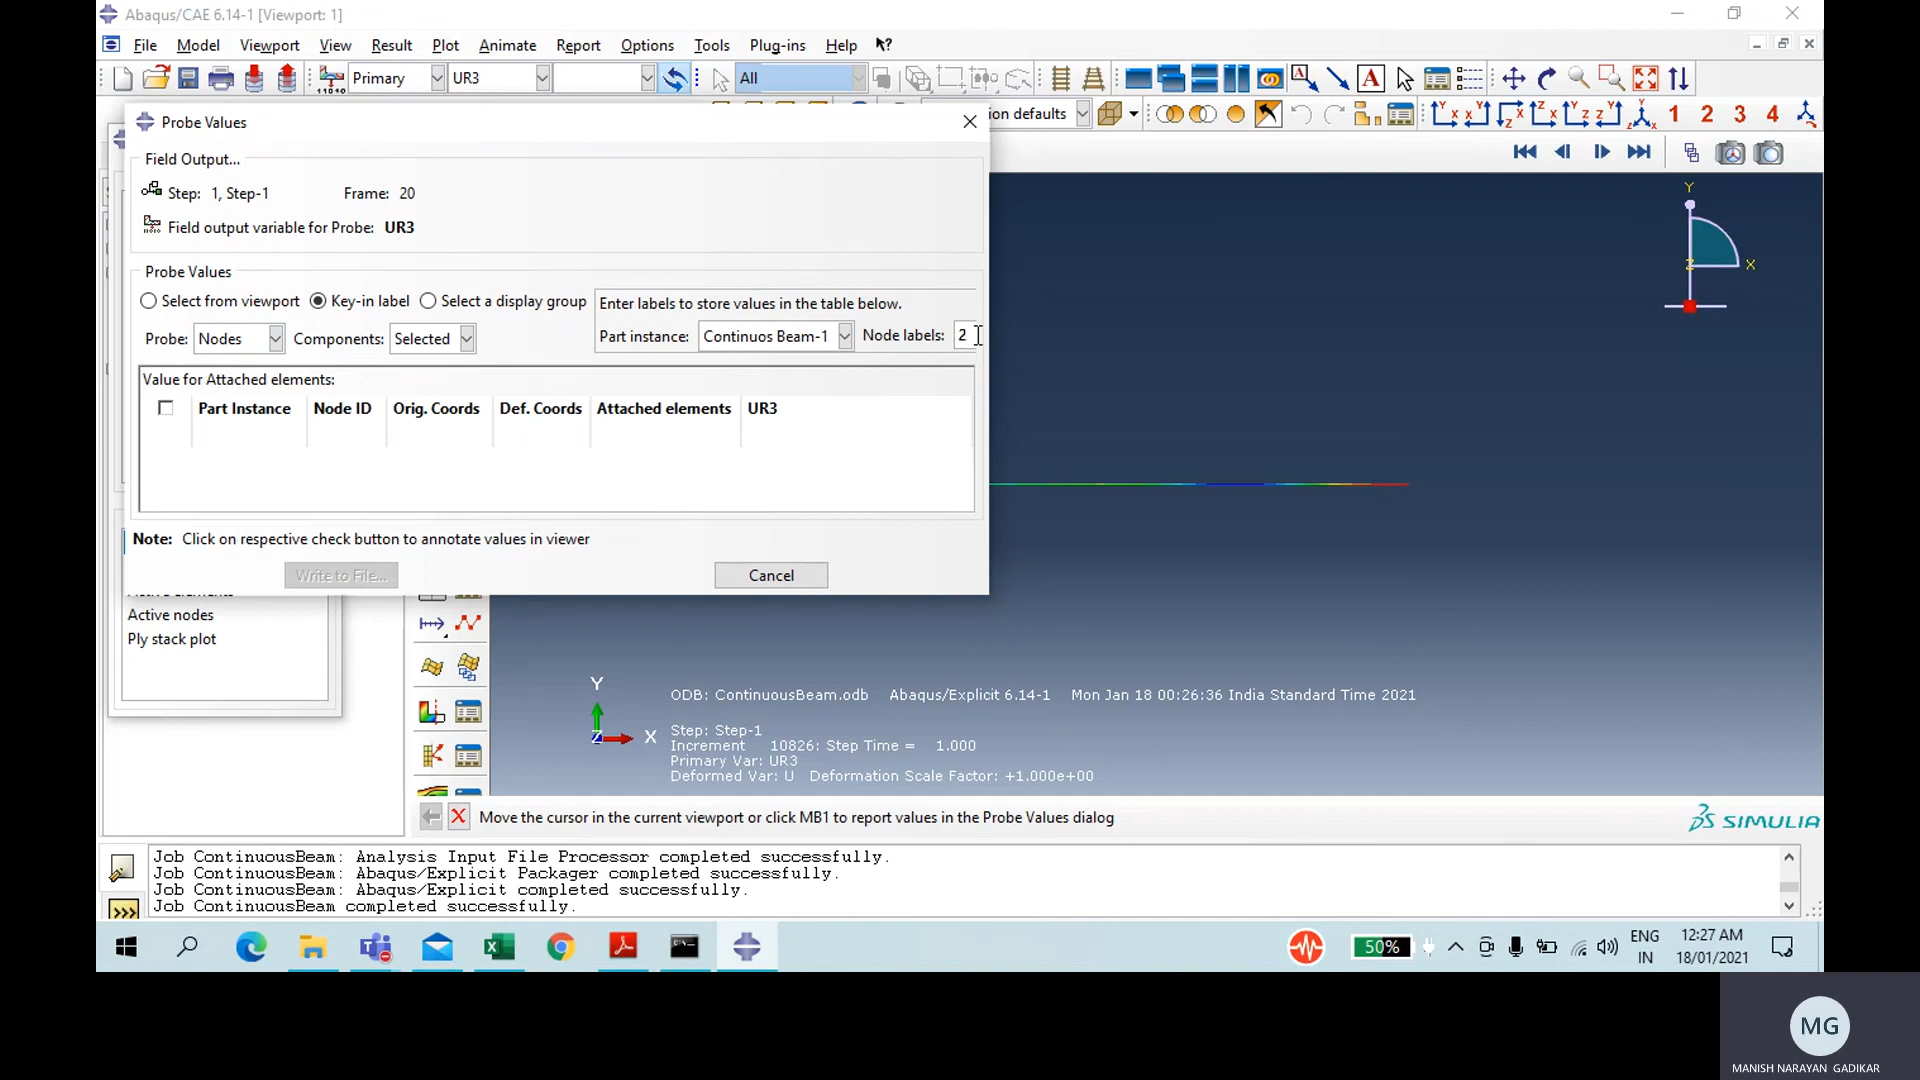 Abaqus/CAE 6.14-1 [Viewport: 1]
File Model Viewport View Result Plot Animate Report Options Tools Plug-ins Help
Primary UR3 All
Probe Values
ion defaults
1 2 3 4
Field Output...
Step: 1, Step-1 Frame: 20
Field output variable for Probe: UR3
Probe Values
Select from viewport Key-in label Select a display group Enter labels to store values in the table below.
Probe: Nodes Components: Selected Part instance: Continuos Beam-1 Node labels: 2
Value for Attached elements:
Part Instance Node ID Orig. Coords Def. Coords Attached elements UR3
Note: Click on respective check button to annotate values in viewer
Write to File... Cancel
Active nodes
Ply stack plot
Y
Z X
Y
Z X
ODB: ContinuousBeam.odb Abaqus/Explicit 6.14-1 Mon Jan 18 00:26:36 India Standard Time 2021
Step: Step-1
Increment 10826: Step Time = 1.000
Primary Var: UR3
Deformed Var: U Deformation Scale Factor: +1.000e+00
Move the cursor in the current viewport or click MB1 to report values in the Probe Values dialog
SIMULIA
Job ContinuousBeam: Analysis Input File Processor completed successfully.
Job ContinuousBeam: Abaqus/Explicit Packager completed successfully.
Job ContinuousBeam: Abaqus/Explicit completed successfully.
Job ContinuousBeam completed successfully.
>>>
50%
ENG
IN
12:27 AM
18/01/2021
MG
MANISH NARAYAN GADIKAR